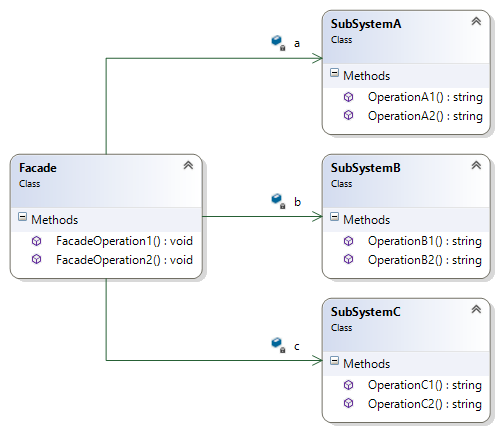 SubSystemA
Class
a
Methods
OperationA1() : string
OperationA2() : string
Facade
Class
Methods
FacadeOperation1() : void
FacadeOperation2() : void
b
SubSystemB
Class
Methods
OperationB1() : string
OperationB2() : string
c
SubSystemC
Class
Methods
OperationC1() : string
OperationC2() : string